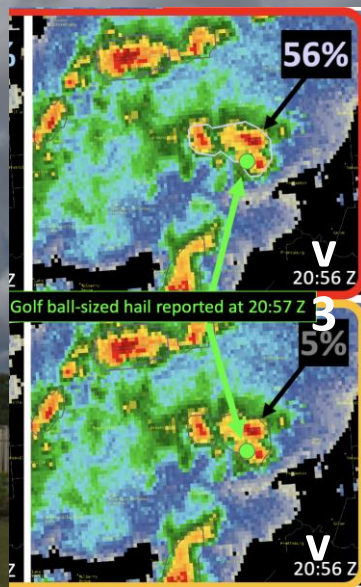 %
56%
V
Z
20:56 Z
Golf ball-sized hail reported at 20:57 Z
3
5%
V
Z
20:56 Z